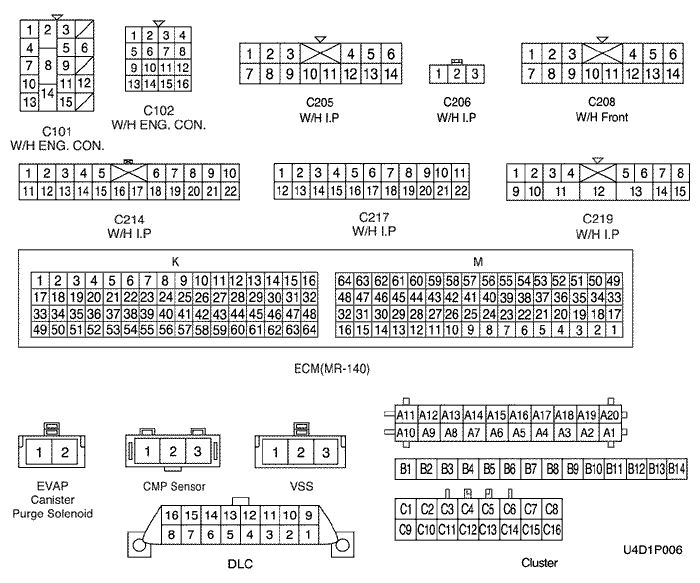 1 2 3
4 5 6
7 8 9
10 11 12
13 14 15
C101
W/H ENG. CON.
1 2 3 4
5 6 7 8
9 10 11 12
13 14 15 16
C102
W/H ENG. CON.
1 2 3 4 5 6
7 8 9 10 11 12 13 14
C205
W/H I.P
1 2 3
C206
W/H I.P
1 2 3 4 5 6
7 8 9 10 11 12 13 14
C208
W/H Front
1 2 3 4 5 6 7 8 9 10
11 12 13 14 15 16 17 18 19 20 21 22
C214
W/H I.P
1 2 3 4 5 6 7 8 9 10 11
12 13 14 15 16 17 18 19 20 21 22
C217
W/H I.P
1 2 3 4 5 6 7 8
9 10 11 12 13 14 15
C219
W/H I.P
K
1 2 3 4 5 6 7 8 9 10 11 12 13 14 15 16
17 18 19 20 21 22 23 24 25 26 27 28 29 30 31 32
33 34 35 36 37 38 39 40 41 42 43 44 45 46 47 48
49 50 51 52 53 54 55 56 57 58 59 60 61 62 63 64
M
64 63 62 61 60 59 58 57 56 55 54 53 52 51 50 49
48 47 46 45 44 43 42 41 40 39 38 37 36 35 34 33
32 31 30 29 28 27 26 25 24 23 22 21 20 19 18 17
16 15 14 13 12 11 10 9 8 7 6 5 4 3 2 1
ECM(MR-140)
1 2
EVAP
Canister
Purge Solenoid
1 2 3
CMP Sensor
1 2 3
VSS
16 15 14 13 12 11 10 9
8 7 6 5 4 3 2 1
DLC
A11 A12 A13 A14 A15 A16 A17 A18 A19 A20
A10 A9 A8 A7 A6 A5 A4 A3 A2 A1
B1 B2 B3 B4 B5 B6 B7 B8 B9 B10 B11 B12 B13 B14
C1 C2 C3 C4 C5 C6 C7 C8
C9 C10 C11 C12 C13 C14 C15 C16
Cluster
U4D1P006